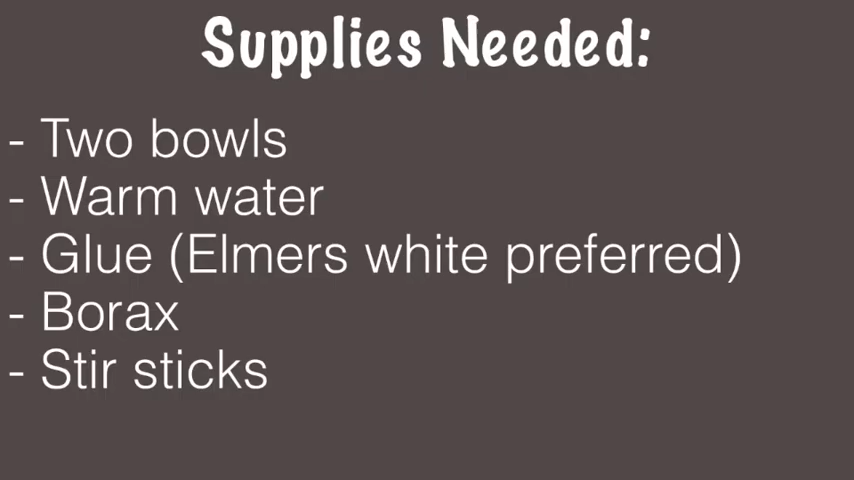 Supplies Needed:
- Two bowls
- Warm water
- Glue (Elmers white preferred)
- Borax
- Stir sticks